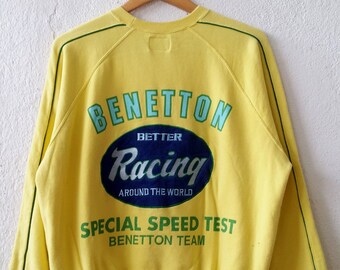 BENETTON
BETTER
Racing
AROUND THE WORLD
SPECIAL SPEED TEST
BENETTON TEAM